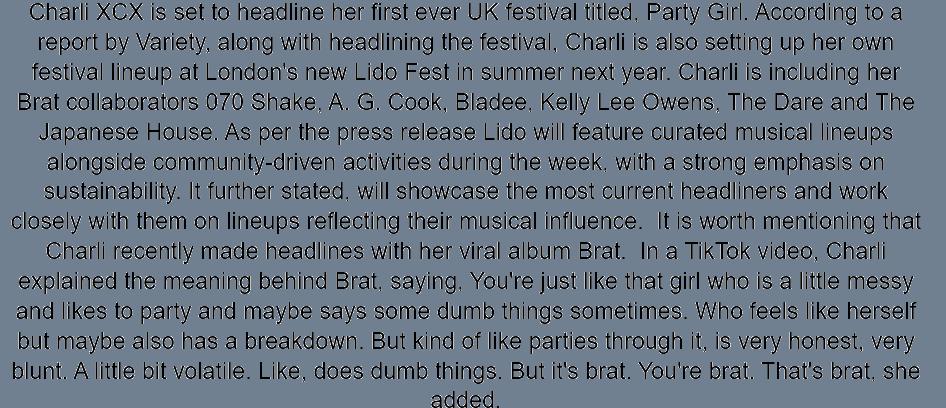 Charli XCX is set to headline her first ever UK festival titled, Party Girl. According to a
report by Variety, along with headlining the festival, Charli is also setting up her own
festival lineup at London's new Lido Fest in summer next year. Charli is including her
Brat collaborators 070 Shake, A. G. Cook, Bladee, Kelly Lee Owens, The Dare and The
Japanese House. As per the press release Lido will feature curated musical lineups
alongside community-driven activities during the week, with a strong emphasis on
sustainability. It further stated, will showcase the most current headliners and work
closely with them on lineups reflecting their musical influence.  It is worth mentioning that
Charli recently made headlines with her viral album Brat.  In a TikTok video, Charli
explained the meaning behind Brat, saying, You're just like that girl who is a little messy
and likes to party and maybe says some dumb things sometimes. Who feels like herself
but maybe also has a breakdown. But kind of like parties through it, is very honest, very
blunt. A little bit volatile. Like, does dumb things. But it's brat. You're brat. That's brat, she
added.